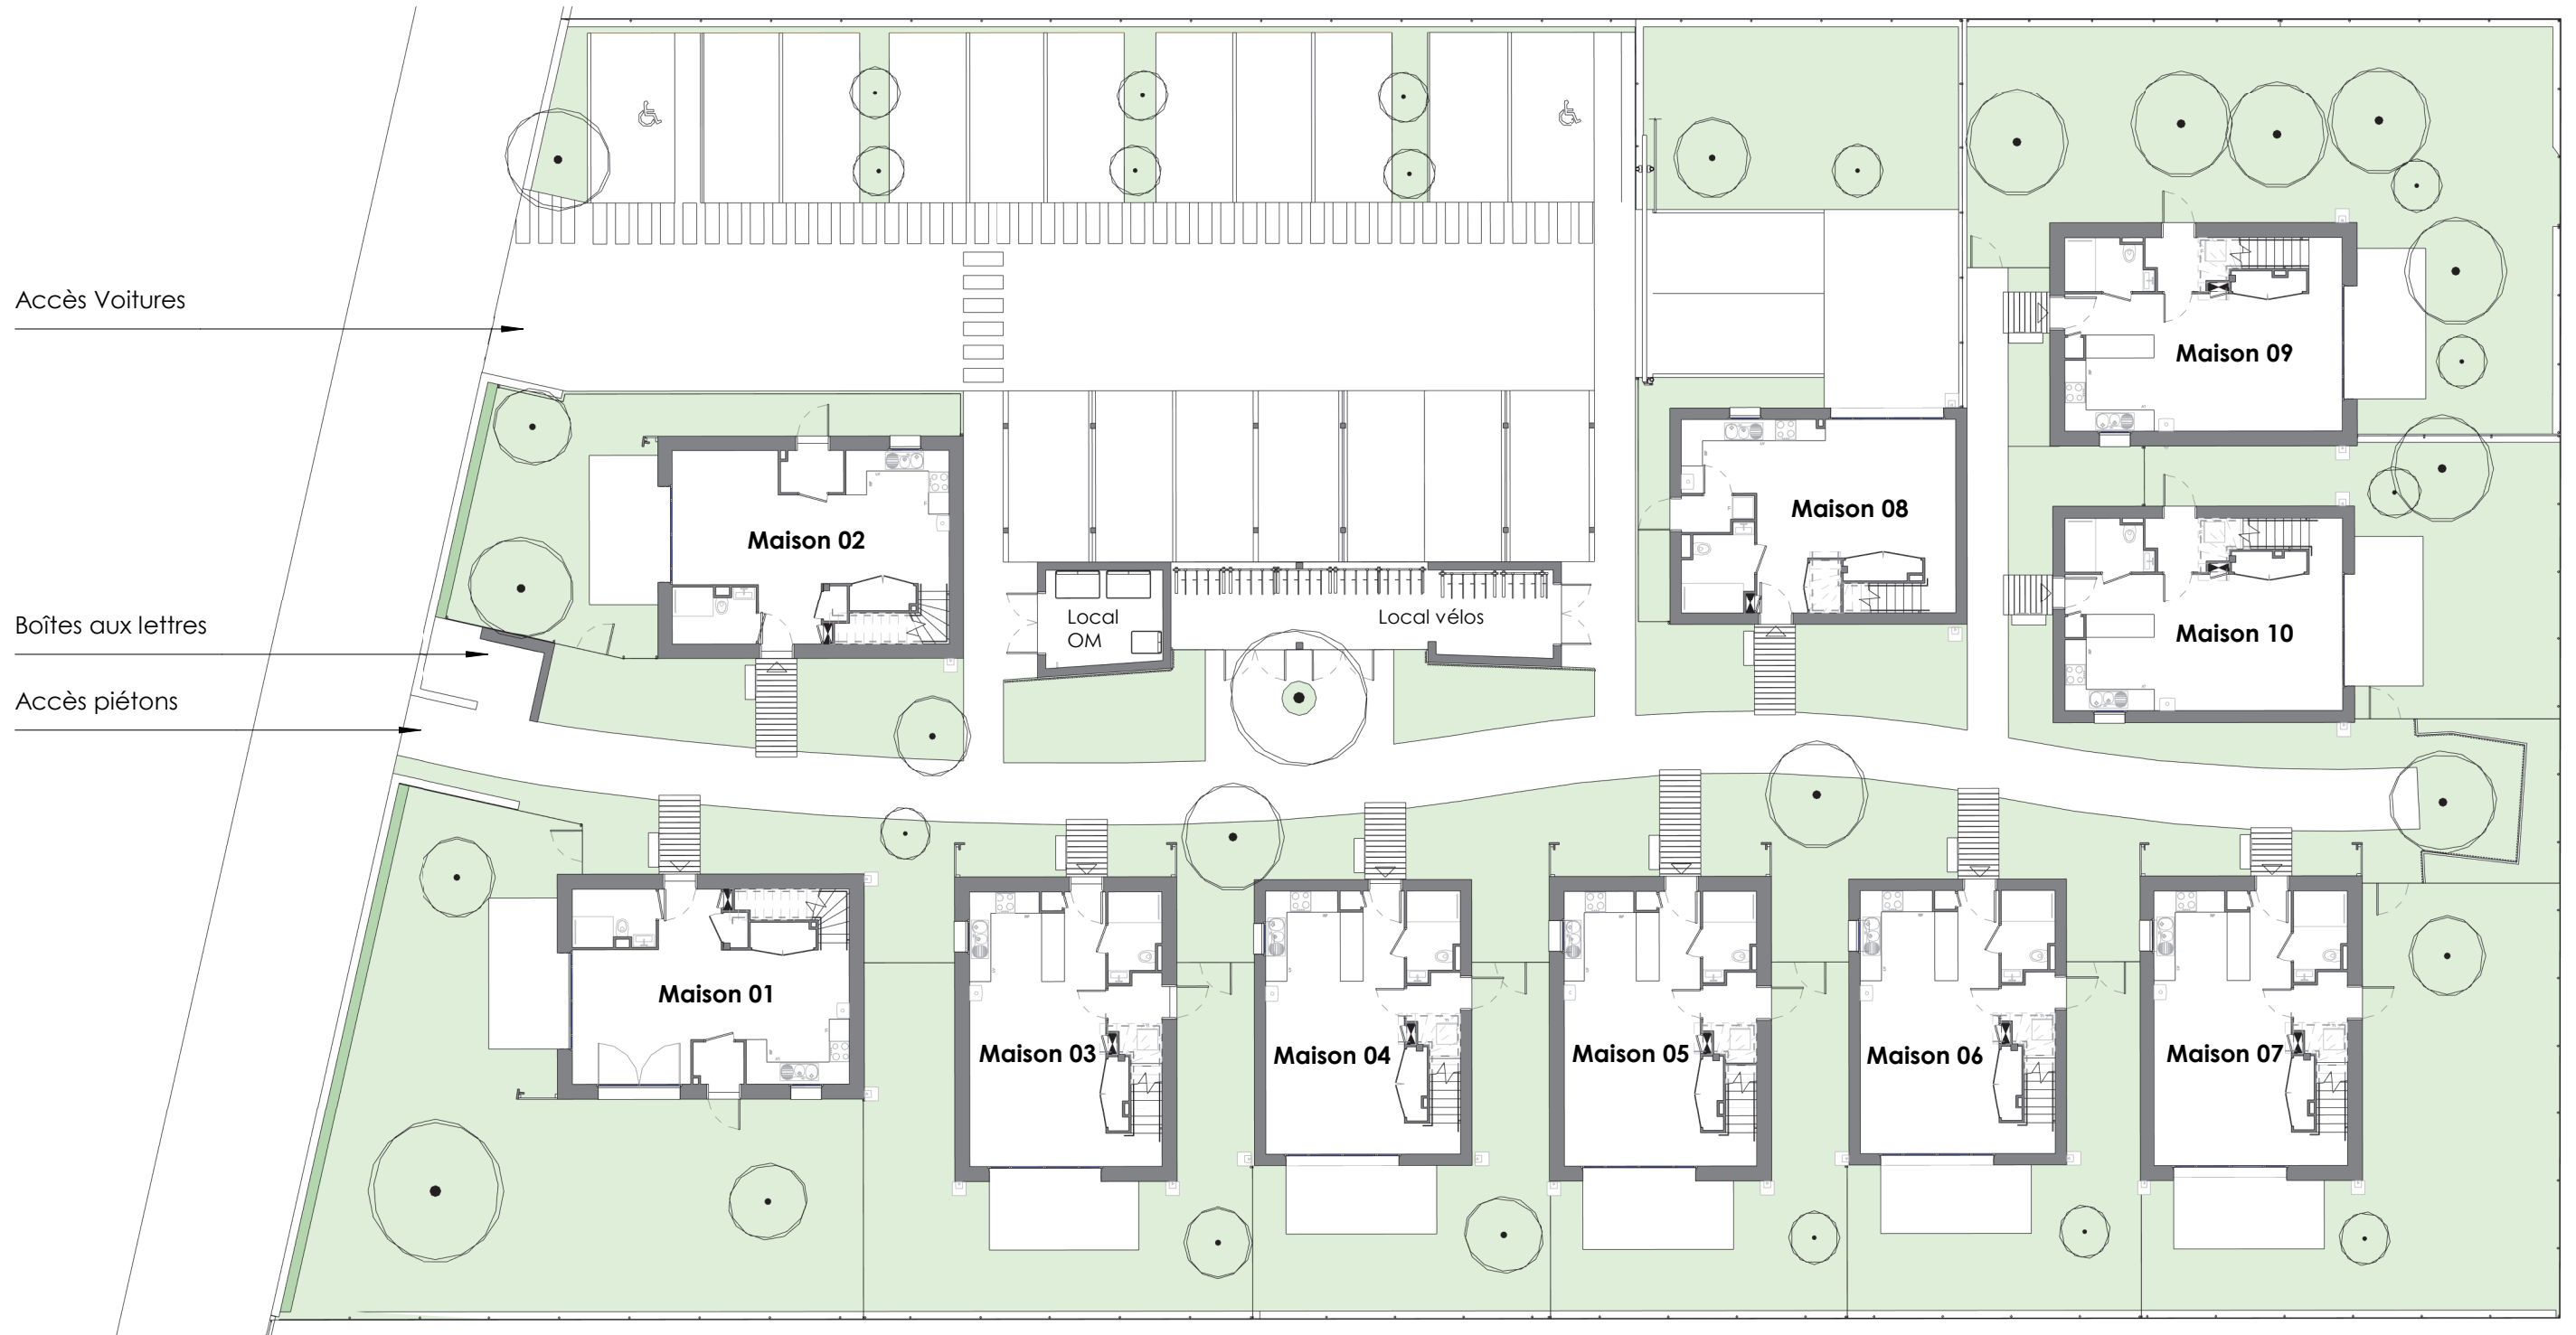 Accès Voitures
Boîtes aux lettres
Accès piétons
Maison 09
Maison 02
Maison 08
Local
OM
Local vélos
Maison 10
Maison 01
Maison 03
Maison 04
Maison 05
Maison 06
Maison 07